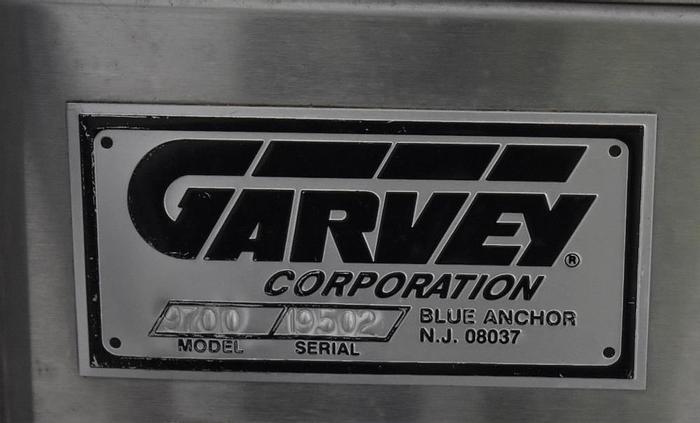 GARVEY®
CORPORATION
9700 19502 BLUE ANCHOR
MODEL SERIAL N.J. 08037